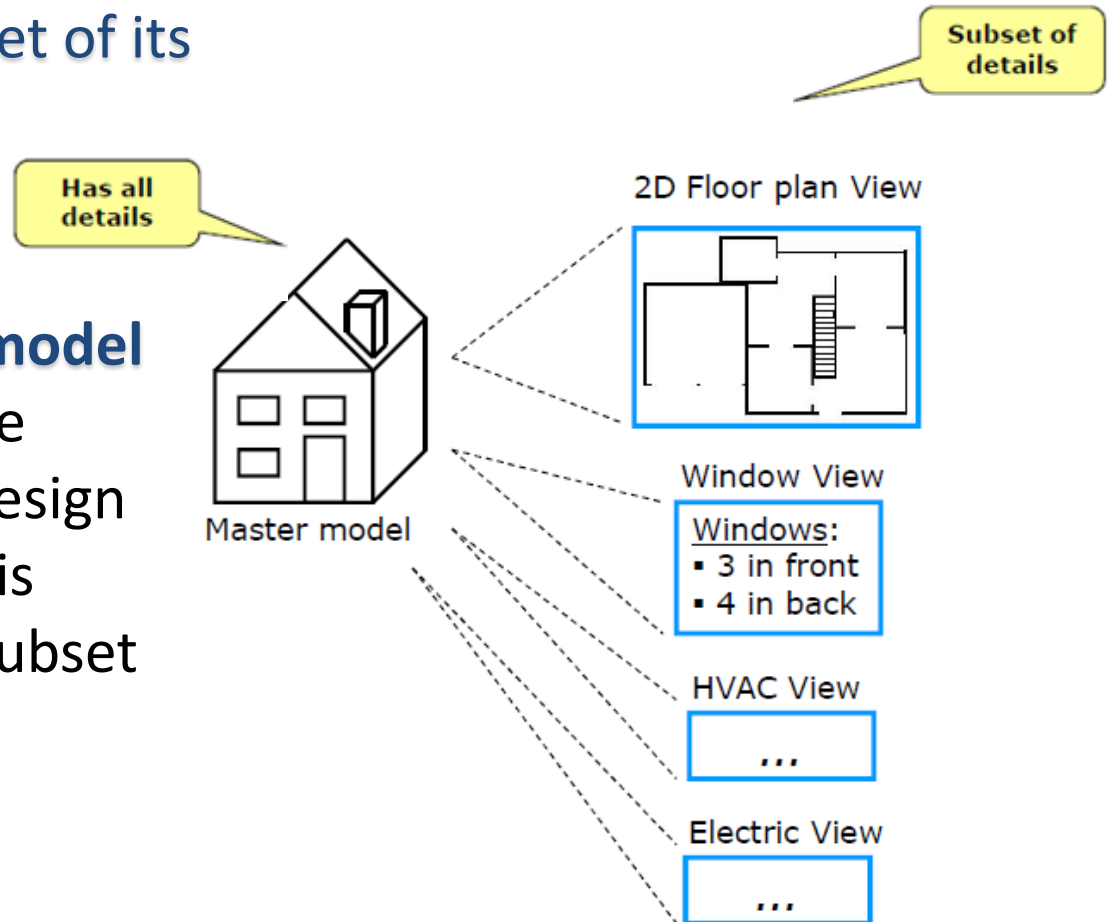 et of its
Subset of
details
Has all
details
2D Floor plan View
model
e
esign
is
ubset
Master model
Window View
Windows:
▪ 3 in front
▪ 4 in back
HVAC View
...
Electric View
...